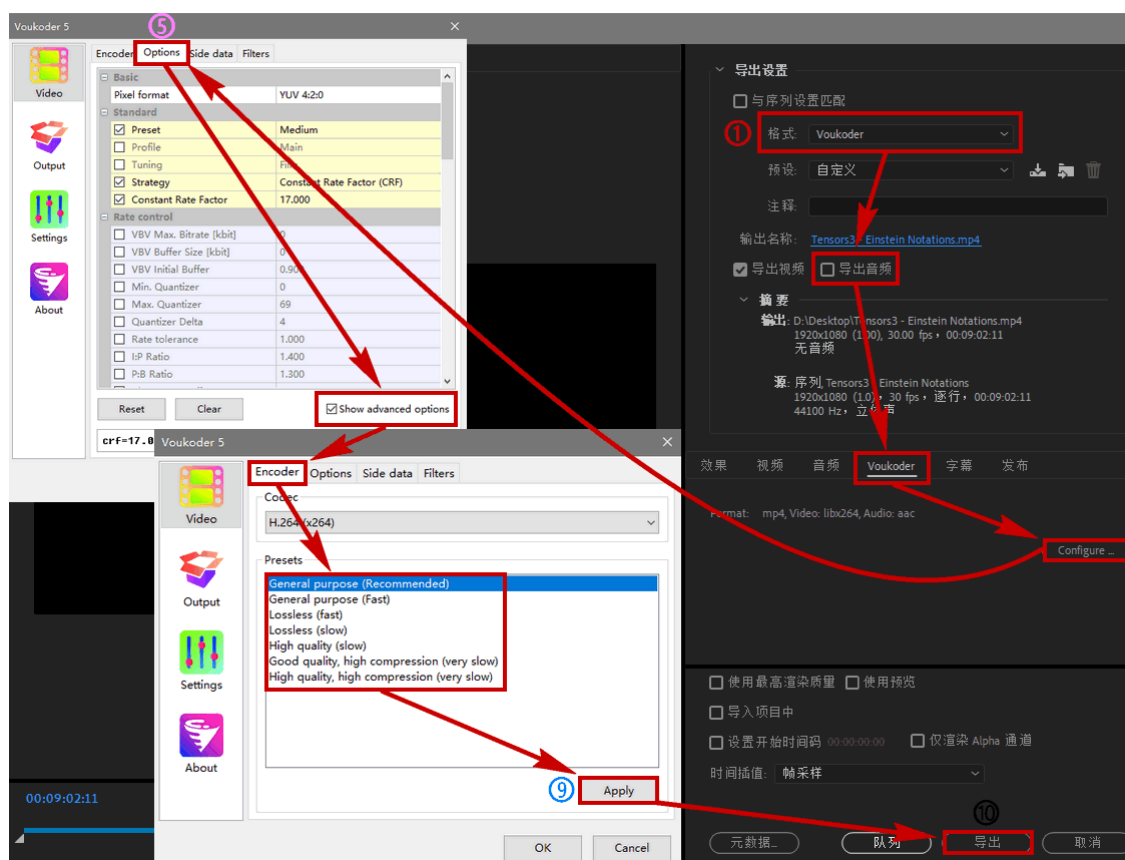 Voukoder 5
⑤
Encoder Options Side data Filters
Basic
Pixel format YUV 4:2:0
Standard
Preset Medium
Profile Main
Tuning
Strategy Constant Rate Factor (CRF)
Constant Rate Factor 17.000
Rate control
VBV Max. Bitrate [kbit] 0
VBV Buffer Size [kbit] 0
VBV Initial Buffer 0.900
Min. Quantizer 0
Max. Quantizer 69
Quantizer Delta 4
Rate tolerance 1.000
I:P Ratio 1.400
P:B Ratio 1.300
Reset Clear Show advanced options
crf=17.0
Video
Output
Settings
About
Voukoder 5
Encoder Options Side data Filters
Codec
H.264 (x264)
Presets
General purpose (Recommended)
General purpose (Fast)
Lossless (fast)
Lossless (slow)
High quality (slow)
Good quality, high compression (very slow)
High quality, high compression (very slow)
⑨ Apply
OK Cancel
Video
Output
Settings
About
00:09:02:11
导出设置
与序列设置匹配
① 格式: Voukoder
预设: 自定义
注释:
输出名称: Tensors3 - Einstein Notations.mp4
导出视频 导出音频
摘要
输出: D:\Desktop\Tensors3 - Einstein Notations.mp4
1920x1080 (1.00), 30.00 fps, 00:09:02:11
无音频
源: 序列, Tensors3 - Einstein Notations
1920x1080 (1.0), 30 fps, 逐行, 00:09:02:11
44100 Hz, 立体声
效果 视频 音频 Voukoder 字幕 发布
Format: mp4, Video: libx264, Audio: aac
Configure ...
使用最高渲染质量 使用预览
导入项目中
设置开始时间码 00:00:00:00 仅渲染 Alpha 通道
时间插值: 帧采样
⑩
元数据... 队列 导出 取消